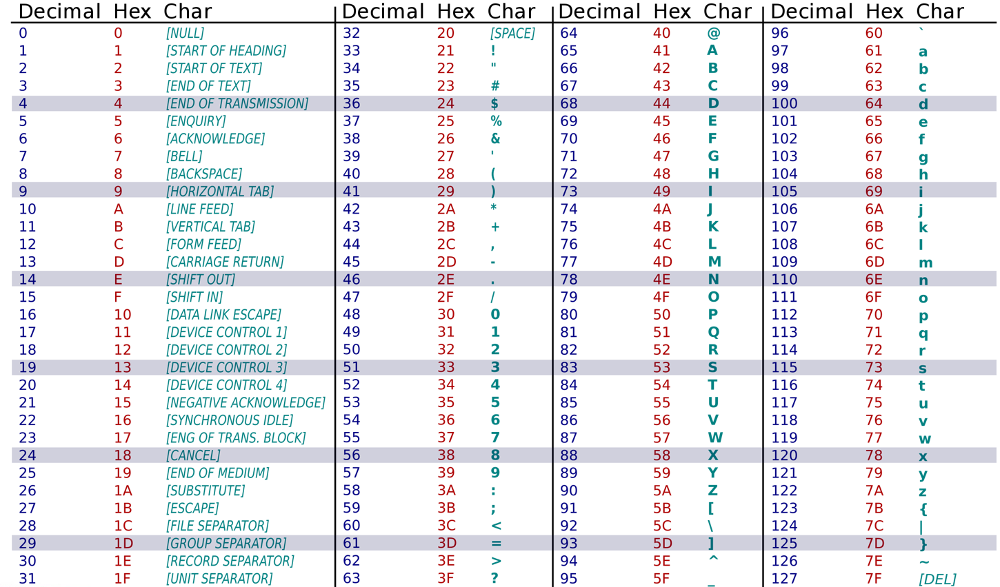 Decimal Hex Char Decimal Hex Char Decimal Hex Char Decimal Hex Char
0 0 [NULL] 32 20 [SPACE] 64 40 @ 96 60 `
1 1 [START OF HEADING] 33 21 ! 65 41 A 97 61 a
2 2 [START OF TEXT] 34 22 " 66 42 B 98 62 b
3 3 [END OF TEXT] 35 23 # 67 43 C 99 63 c
4 4 [END OF TRANSMISSION] 36 24 $ 68 44 D 100 64 d
5 5 [ENQUIRY] 37 25 % 69 45 E 101 65 e
6 6 [ACKNOWLEDGE] 38 26 & 70 46 F 102 66 f
7 7 [BELL] 39 27 ' 71 47 G 103 67 g
8 8 [BACKSPACE] 40 28 ( 72 48 H 104 68 h
9 9 [HORIZONTAL TAB] 41 29 ) 73 49 I 105 69 i
10 A [LINE FEED] 42 2A * 74 4A J 106 6A j
11 B [VERTICAL TAB] 43 2B + 75 4B K 107 6B k
12 C [FORM FEED] 44 2C , 76 4C L 108 6C l
13 D [CARRIAGE RETURN] 45 2D - 77 4D M 109 6D m
14 E [SHIFT OUT] 46 2E . 78 4E N 110 6E n
15 F [SHIFT IN] 47 2F / 79 4F O 111 6F o
16 10 [DATA LINK ESCAPE] 48 30 0 80 50 P 112 70 p
17 11 [DEVICE CONTROL 1] 49 31 1 81 51 Q 113 71 q
18 12 [DEVICE CONTROL 2] 50 32 2 82 52 R 114 72 r
19 13 [DEVICE CONTROL 3] 51 33 3 83 53 S 115 73 s
20 14 [DEVICE CONTROL 4] 52 34 4 84 54 T 116 74 t
21 15 [NEGATIVE ACKNOWLEDGE] 53 35 5 85 55 U 117 75 u
22 16 [SYNCHRONOUS IDLE] 54 36 6 86 56 V 118 76 v
23 17 [ENG OF TRANS. BLOCK] 55 37 7 87 57 W 119 77 w
24 18 [CANCEL] 56 38 8 88 58 X 120 78 x
25 19 [END OF MEDIUM] 57 39 9 89 59 Y 121 79 y
26 1A [SUBSTITUTE] 58 3A : 90 5A Z 122 7A z
27 1B [ESCAPE] 59 3B ; 91 5B [ 123 7B {
28 1C [FILE SEPARATOR] 60 3C < 92 5C \ 124 7C |
29 1D [GROUP SEPARATOR] 61 3D = 93 5D ] 125 7D }
30 1E [RECORD SEPARATOR] 62 3E > 94 5E ^ 126 7E ~
31 1F [UNIT SEPARATOR] 63 3F ? 95 5F _ 127 7F [DEL]